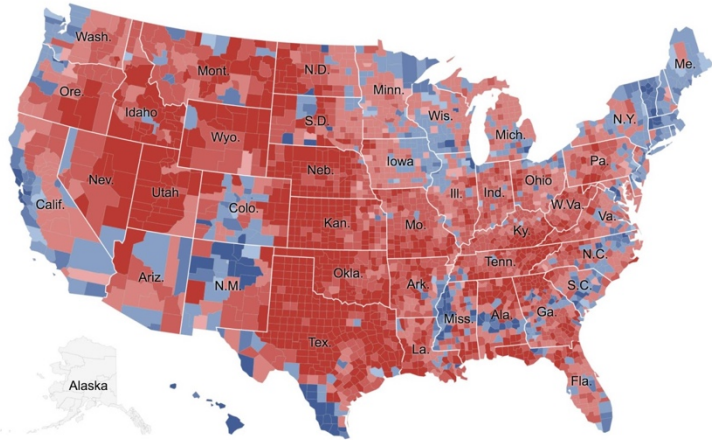 Wash.
Me.
Mont.
N.D.
Minn.
Ore.
Idaho
S.D.
Wis.
N.Y.
Wyo.
Mich.
Iowa
Pa.
Neb.
Nev.
Utah
Ill.
Ind.
Ohio
Calif.
Colo.
W.Va.
Va.
Kan.
Mo.
Ky.
N.C.
Tenn.
Ariz.
N.M.
Okla.
Ark.
S.C.
Miss.
Ala.
Ga.
Tex.
La.
Fla.
Alaska